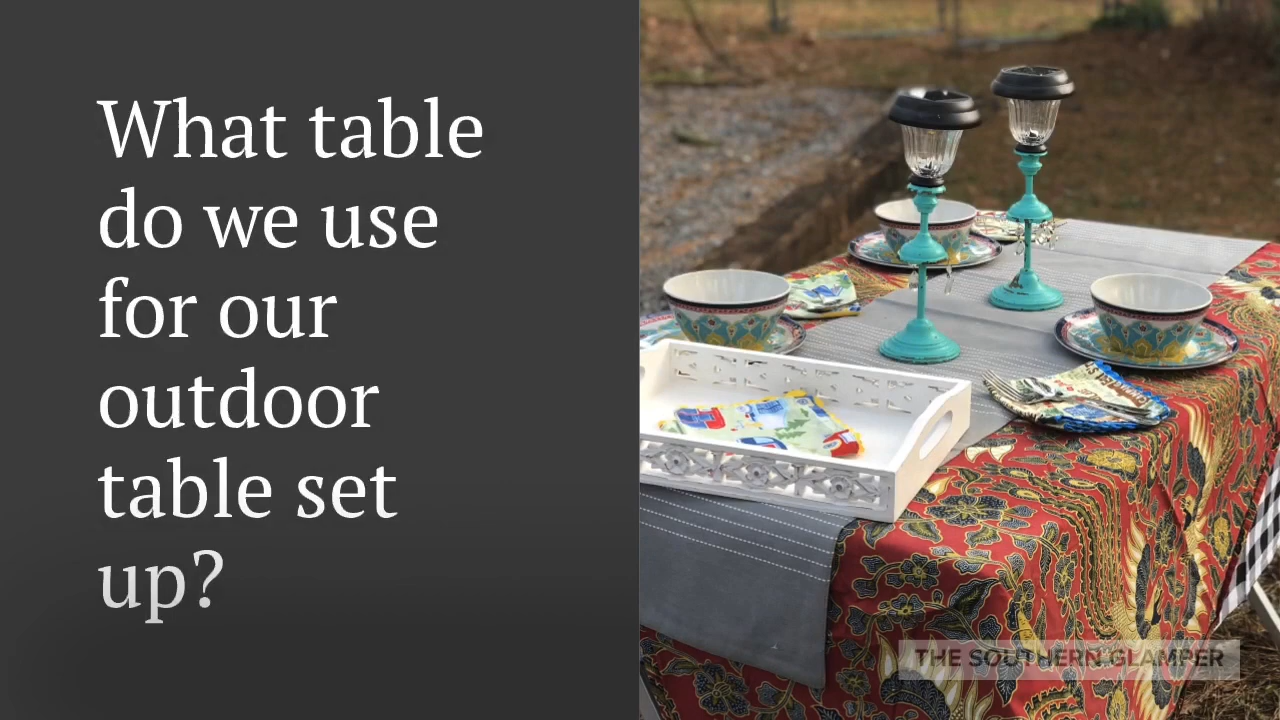 What table
do we use
for our
outdoor
table set
up?
THE SOUTHERN GLAMPER